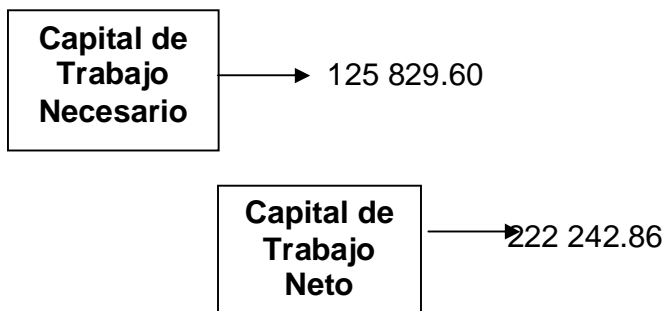 Capital de
Trabajo
Necesario
125 829.60
Capital de
Trabajo
Neto
222 242.86